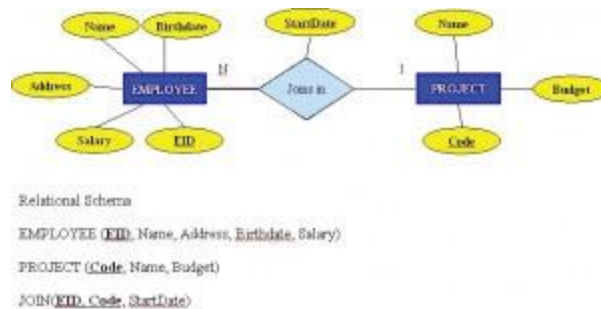 Name Birthdate StartDate Name
N 1
Address EMPLOYEE Joins in PROJECT Budget
Salary EID Code
Relational Schema
EMPLOYEE (EID, Name, Address, Birthdate, Salary)
PROJECT (Code, Name, Budget)
JOIN(EID, Code, StartDate)